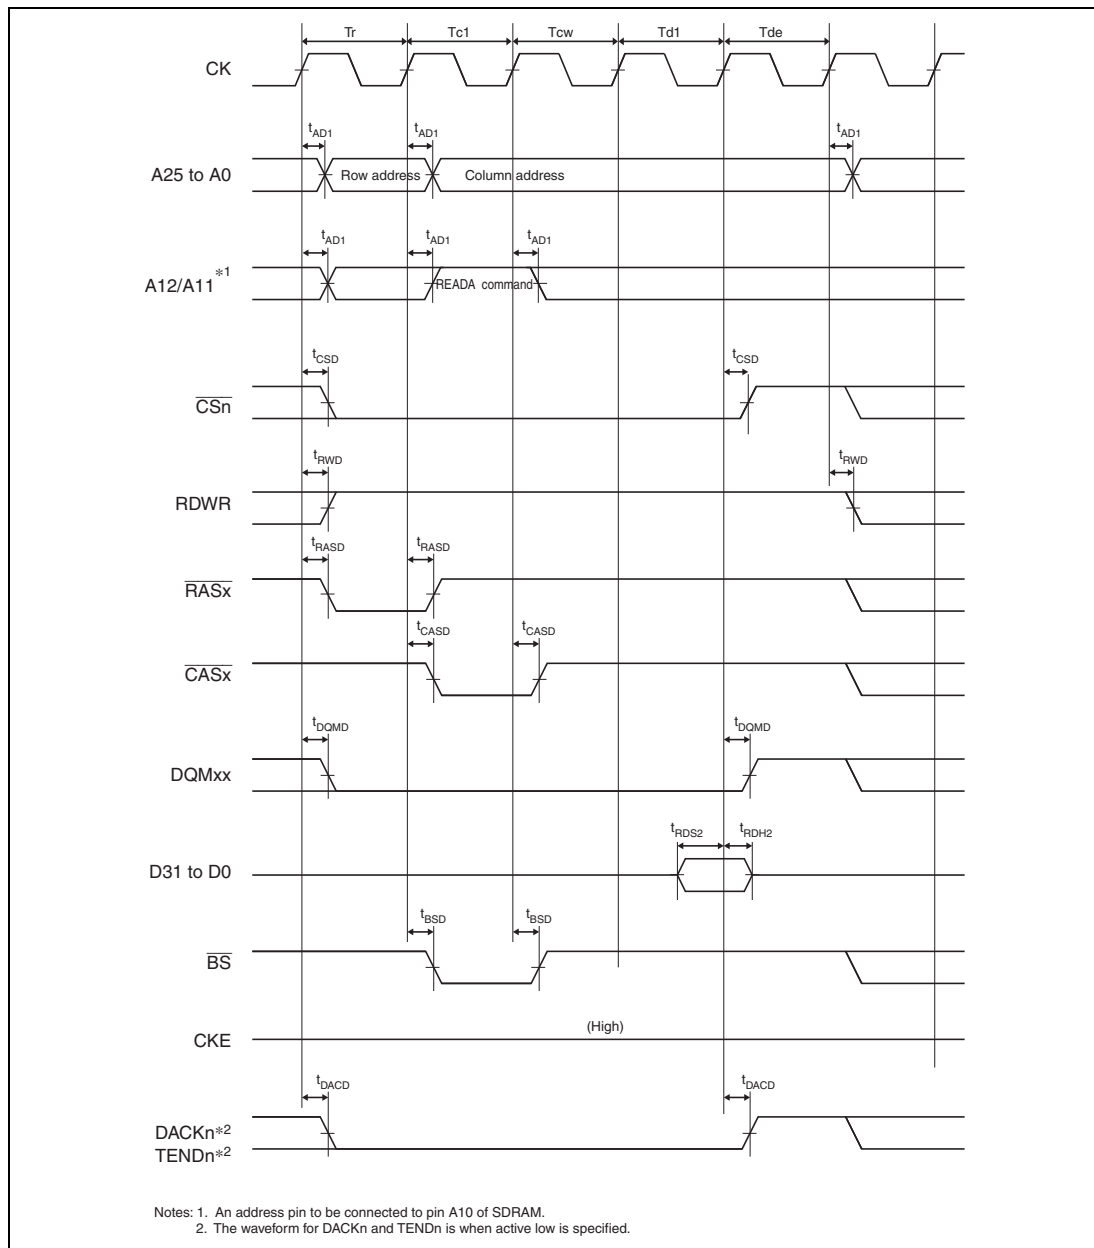 Tr Tc1 Tcw Td1 Tde
CK
tAD1 tAD1 tAD1
A25 to A0 Row address Column address
tAD1 tAD1 tAD1
A12/A11*1 READA command
tCSD tCSD
CSn
tRWD tRWD
RDWR
tRASD tRASD
RASx
tCASD tCASD
CASx
tDQMD tDQMD
DQMxx
tRDS2 tRDH2
D31 to D0
tBSD tBSD
BS
(High)
CKE
tDACD tDACD
DACKn*2
TENDn*2
Notes: 1. An address pin to be connected to pin A10 of SDRAM.
2. The waveform for DACKn and TENDn is when active low is specified.